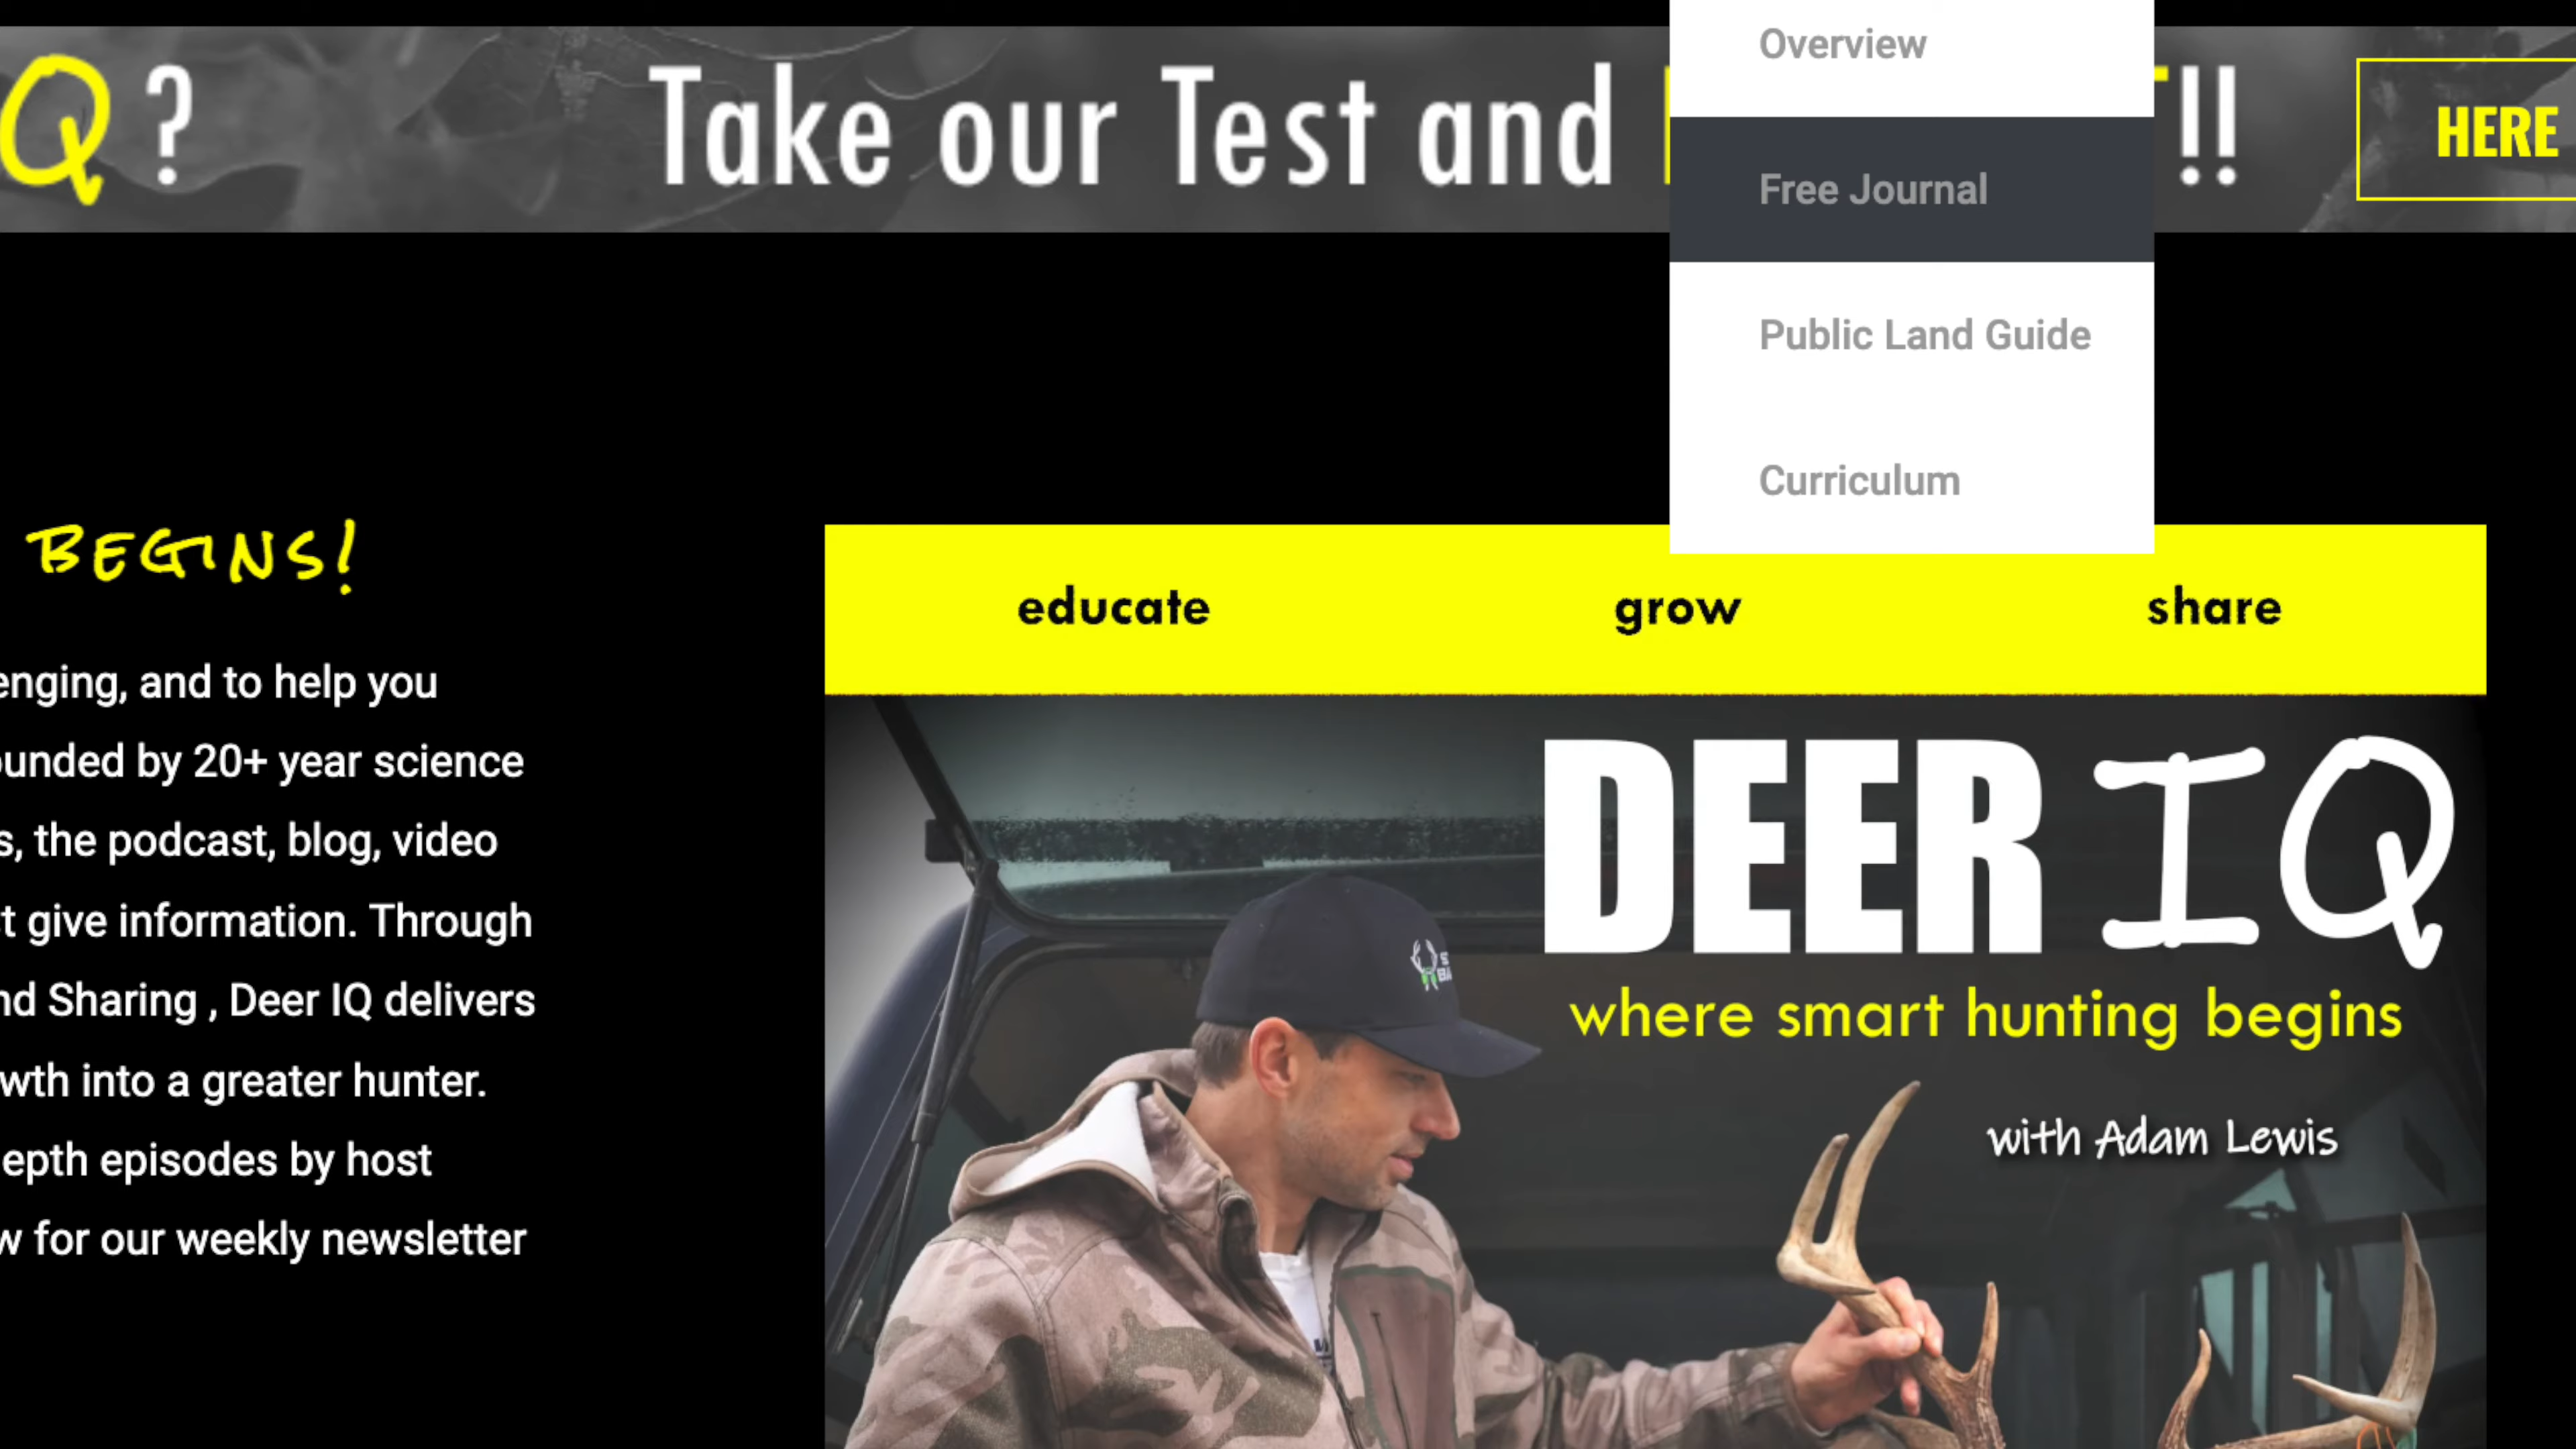 Q ?
Take our Test and
!!
HERE
Overview
Free Journal
Public Land Guide
Curriculum
BEGINS!
enging, and to help you
ounded by 20+ year science
s, the podcast, blog, video
t give information. Through
nd Sharing , Deer IQ delivers
wth into a greater hunter.
epth episodes by host
w for our weekly newsletter
educate grow share
DEER IQ
where smart hunting begins
with Adam Lewis